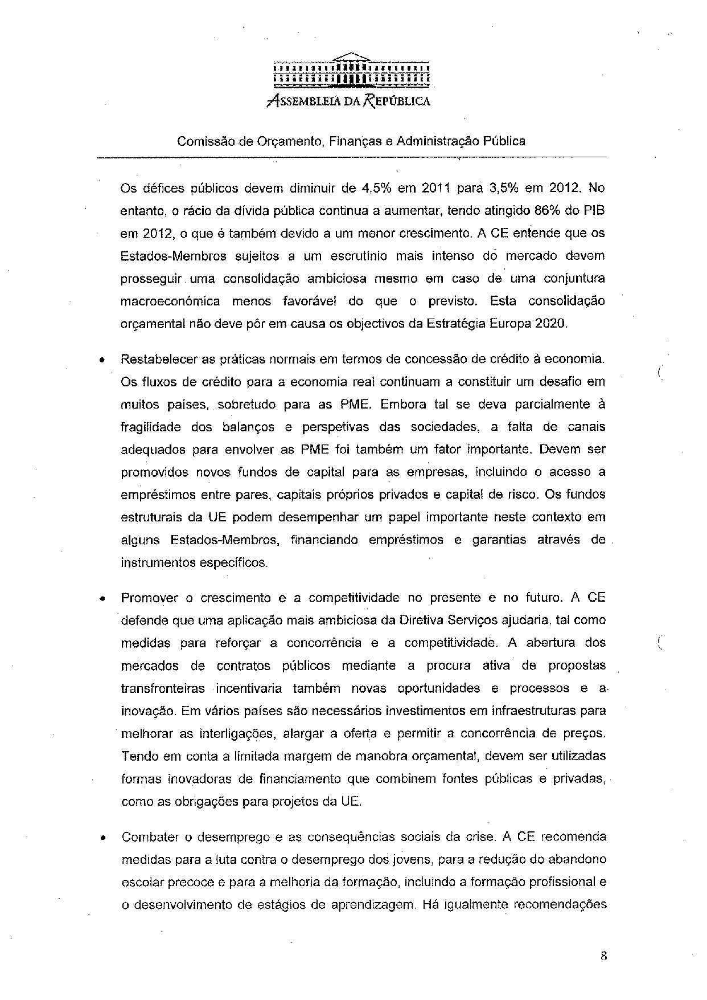 ASSEMBLEIA DA REPÚBLICA
Comissão de Orçamento, Finanças e Administração Pública
Os défices públicos devem diminuir de 4,5% em 2011 para 3,5% em 2012. No
entanto, o rácio da dívida pública continua a aumentar, tendo atingido 86% do PIB
em 2012, o que é também devido a um menor crescimento. A CE entende que os
Estados-Membros sujeitos a um escrutínio mais intenso do mercado devem
prosseguir uma consolidação ambiciosa mesmo em caso de uma conjuntura
macroeconómica menos favorável do que o previsto. Esta consolidação
orçamental não deve pôr em causa os objectivos da Estratégia Europa 2020.
• Restabelecer as práticas normais em termos de concessão de crédito à economia.
Os fluxos de crédito para a economia real continuam a constituir um desafio em
muitos países, sobretudo para as PME. Embora tal se deva parcialmente à
fragilidade dos balanços e perspetivas das sociedades, a falta de canais
adequados para envolver as PME foi também um fator importante. Devem ser
promovidos novos fundos de capital para as empresas, incluindo o acesso a
empréstimos entre pares, capitais próprios privados e capital de risco. Os fundos
estruturais da UE podem desempenhar um papel importante neste contexto em
alguns Estados-Membros, financiando empréstimos e garantias através de
instrumentos específicos.
• Promover o crescimento e a competitividade no presente e no futuro. A CE
defende que uma aplicação mais ambiciosa da Diretiva Serviços ajudaria, tal como
medidas para reforçar a concorrência e a competitividade. A abertura dos
mercados de contratos públicos mediante a procura ativa de propostas
transfronteiras incentivaria também novas oportunidades e processos e a
inovação. Em vários países são necessários investimentos em infraestruturas para
melhorar as interligações, alargar a oferta e permitir a concorrência de preços.
Tendo em conta a limitada margem de manobra orçamental, devem ser utilizadas
formas inovadoras de financiamento que combinem fontes públicas e privadas,
como as obrigações para projetos da UE.
• Combater o desemprego e as consequências sociais da crise. A CE recomenda
medidas para a luta contra o desemprego dos jovens, para a redução do abandono
escolar precoce e para a melhoria da formação, incluindo a formação profissional e
o desenvolvimento de estágios de aprendizagem. Há igualmente recomendações
8